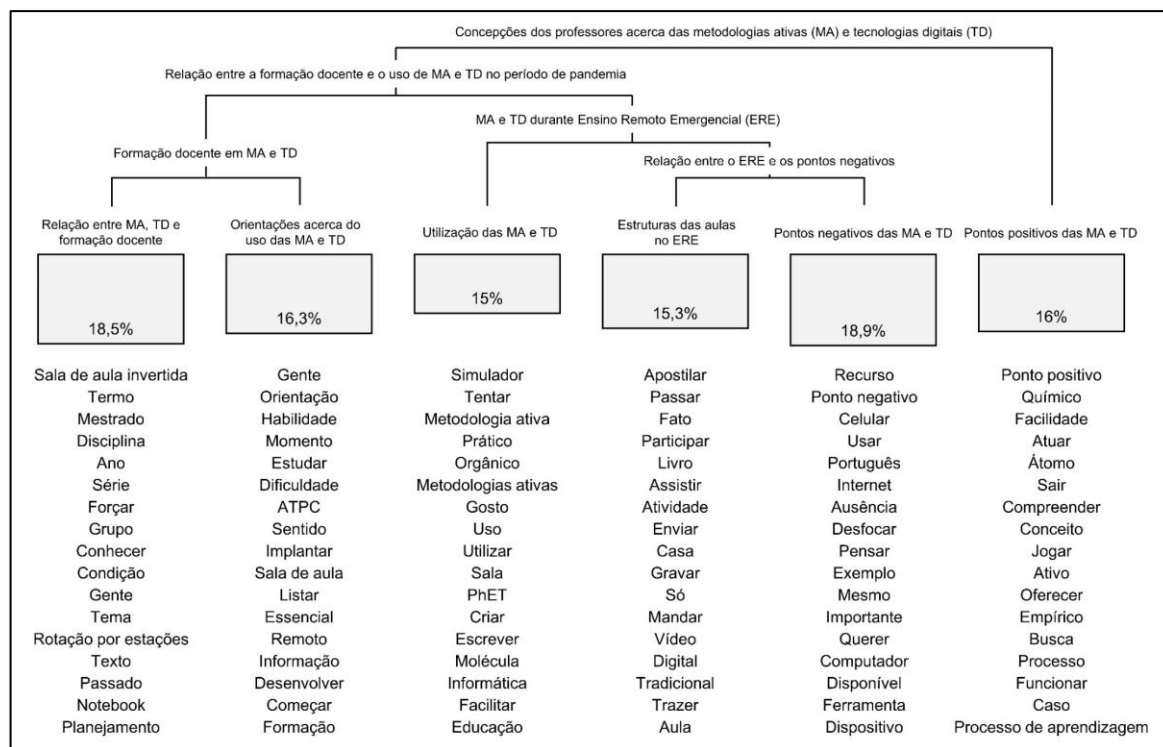 Concepções dos professores acerca das metodologias ativas (MA) e tecnologias digitais (TD)
Relação entre a formação docente e o uso de MA e TD no período de pandemia
MA e TD durante Ensino Remoto Emergencial (ERE)
Formação docente em MA e TD
Relação entre o ERE e os pontos negativos
Relação entre MA, TD e
formação docente
18,5%
Sala de aula invertida
Termo
Mestrado
Disciplina
Ano
Série
Forçar
Grupo
Conhecer
Condição
Gente
Tema
Rotação por estações
Texto
Passado
Notebook
Planejamento
Orientações acerca do
uso das MA e TD
16,3%
Gente
Orientação
Habilidade
Momento
Estudar
Dificuldade
ATPC
Sentido
Implantar
Sala de aula
Listar
Essencial
Remoto
Informação
Desenvolver
Começar
Formação
Utilização das MA e TD
15%
Simulador
Tentar
Metodologia ativa
Prático
Orgânico
Metodologias ativas
Gosto
Uso
Utilizar
Sala
PhET
Criar
Escrever
Molécula
Informática
Facilitar
Educação
Estruturas das aulas
no ERE
15,3%
Apostilar
Passar
Fato
Participar
Livro
Assistir
Atividade
Enviar
Casa
Gravar
Só
Mandar
Vídeo
Digital
Tradicional
Trazer
Aula
Pontos negativos das MA e TD
18,9%
Recurso
Ponto negativo
Celular
Usar
Português
Internet
Ausência
Desfocar
Pensar
Exemplo
Mesmo
Importante
Querer
Computador
Disponível
Ferramenta
Dispositivo
Pontos positivos das MA e TD
16%
Ponto positivo
Químico
Facilidade
Atuar
Átomo
Sair
Compreender
Conceito
Jogar
Ativo
Oferecer
Empírico
Busca
Processo
Funcionar
Caso
Processo de aprendizagem